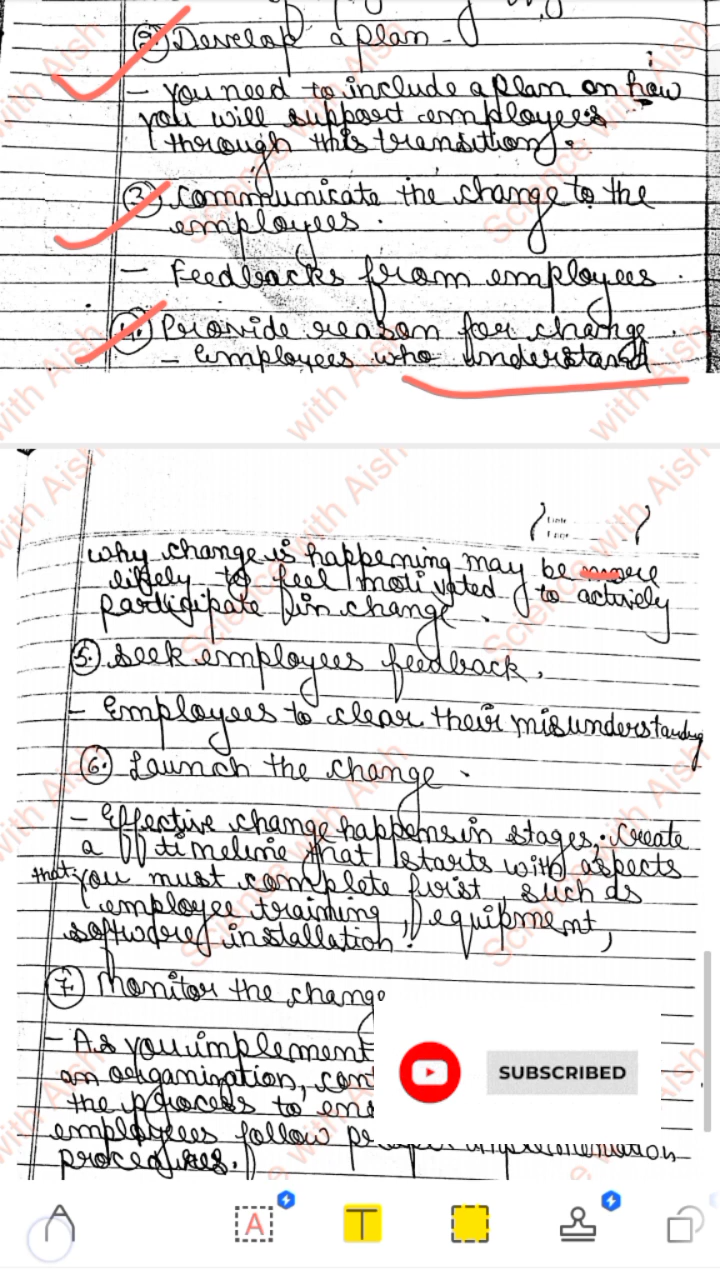 ② Develop a plan -
- you need to include a plan on how
you will support employees
through this transition.
③ communicate the change to the
employees.
- Feedbacks from employees.
④ Provide reason for change.
- Employees who understand
why change is happening may be more
likely to feel motivated to actively
participate in change.
⑤ Seek employees feedback.
- Employees to clear their misunderstanding
⑥ Launch the change.
- Effective change happens in stages. Create
a timeline that starts with aspects
that you must complete first, such as
employee training, equipment,
software installation.
⑦ Monitor the change
- As you implement
an organization,
the process to
employees follow implementation
procedures.
SUBSCRIBED
A
T
Science with Aish